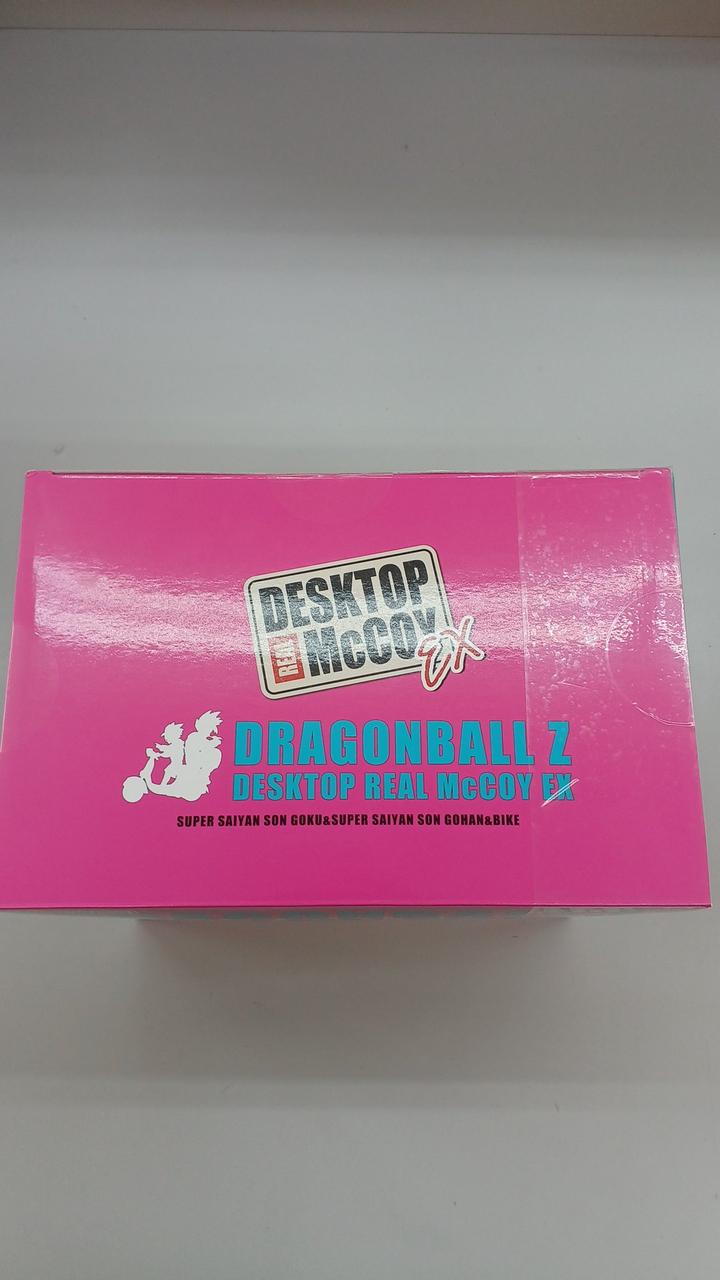 DESKTOP
REAL McCOY EX
DRAGONBALL Z
DESKTOP REAL McCOY EX
SUPER SAIYAN SON GOKU&SUPER SAIYAN SON GOHAN&BIKE